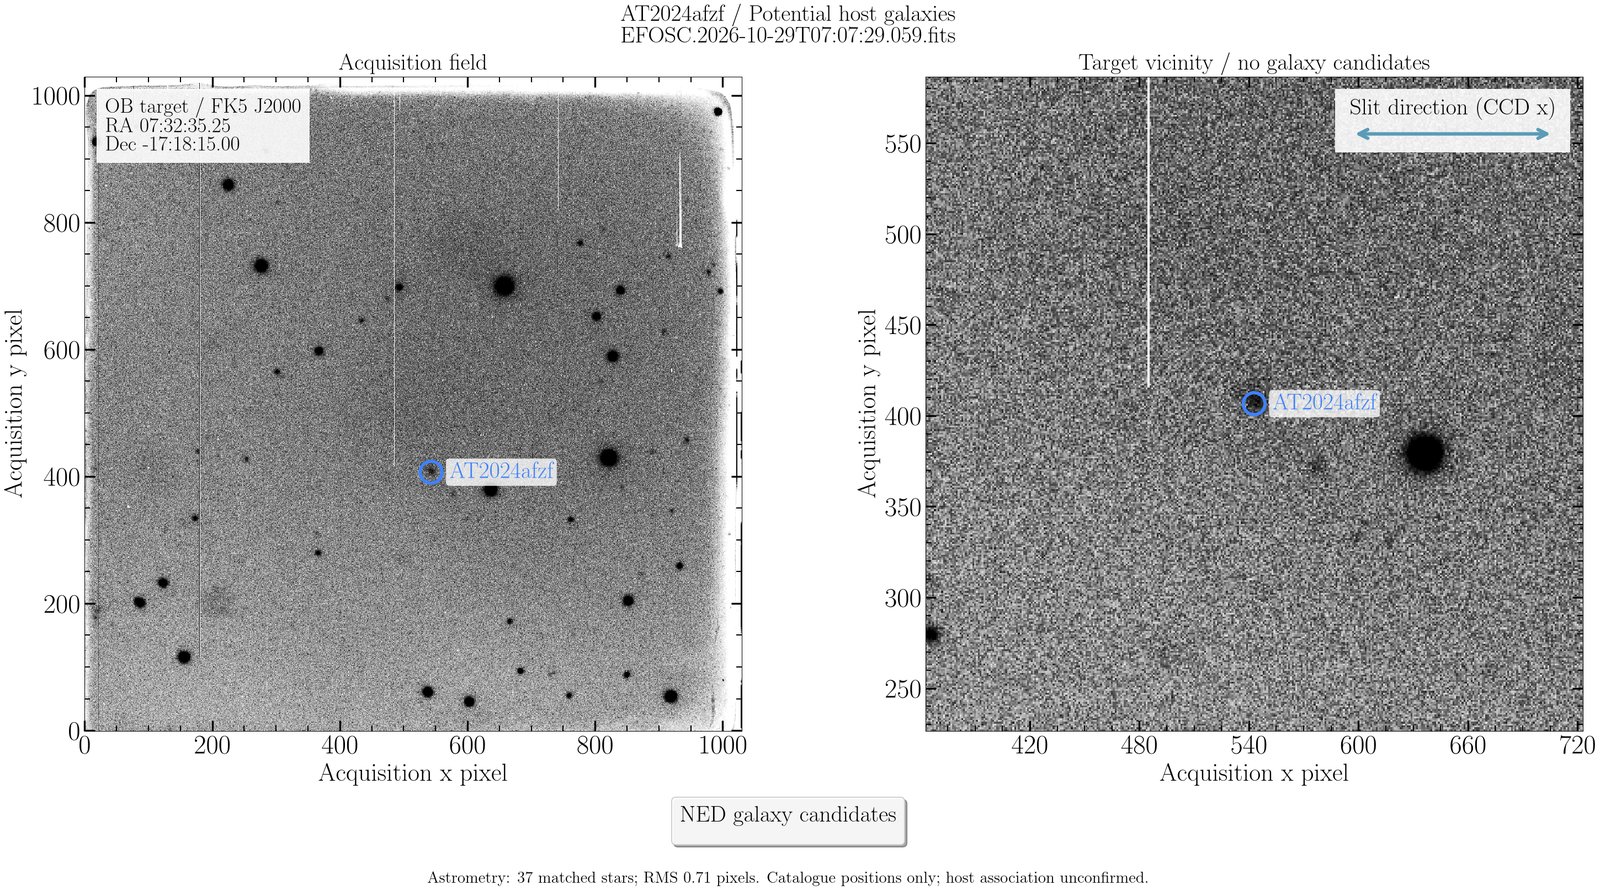 AT2024afzf / Potential host galaxies
EFOSC.2026-10-29T07:07:29.059.fits
Acquisition field
OB target / FK5 J2000
RA 07:32:35.25
Dec -17:18:15.00
AT2024afzf
1000
800
600
400
200
0
0 200 400 600 800 1000
Acquisition x pixel
Acquisition y pixel
Target vicinity / no galaxy candidates
Slit direction (CCD x)
AT2024afzf
550
500
450
400
350
300
250
420 480 540 600 660 720
Acquisition x pixel
Acquisition y pixel
NED galaxy candidates
Astrometry: 37 matched stars; RMS 0.71 pixels. Catalogue positions only; host association unconfirmed.